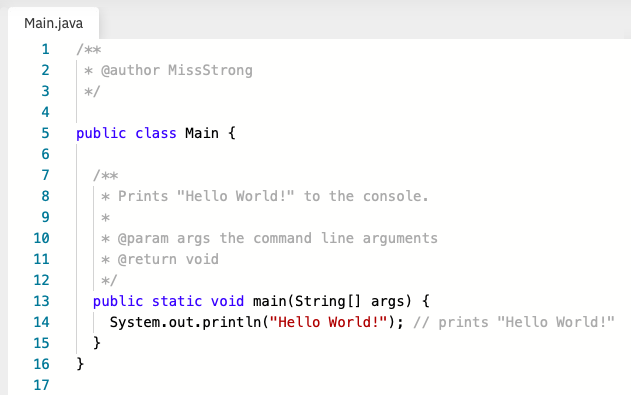 Main.java
1 /**
2  * @author MissStrong
3  */
4
5 public class Main {
6
7   /**
8    * Prints "Hello World!" to the console.
9    *
10    * @param args the command line arguments
11    * @return void
12    */
13   public static void main(String[] args) {
14     System.out.println("Hello World!"); // prints "Hello World!"
15   }
16 }
17